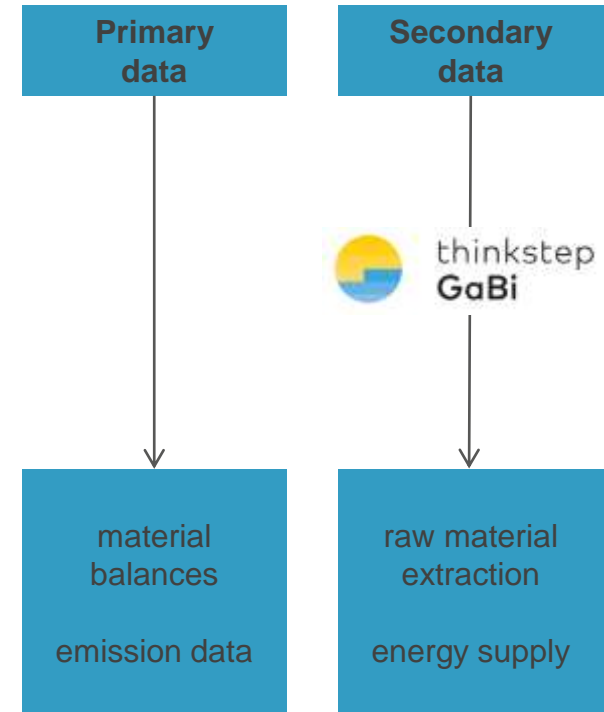 Primary
data
Secondary
data
thinkstep
GaBi
material
balances
emission data
raw material
extraction
energy supply